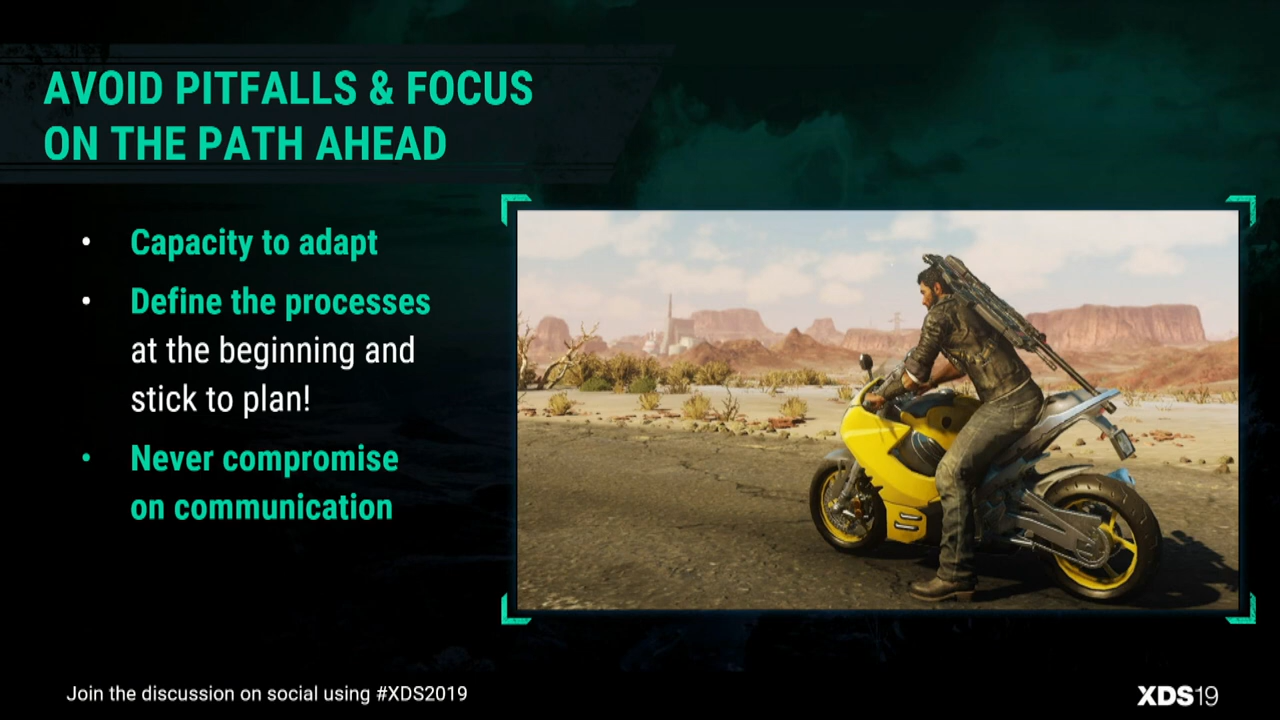 AVOID PITFALLS & FOCUS
ON THE PATH AHEAD
• Capacity to adapt
• Define the processes
at the beginning and
stick to plan!
• Never compromise
on communication
Join the discussion on social using #XDS2019
XDS19